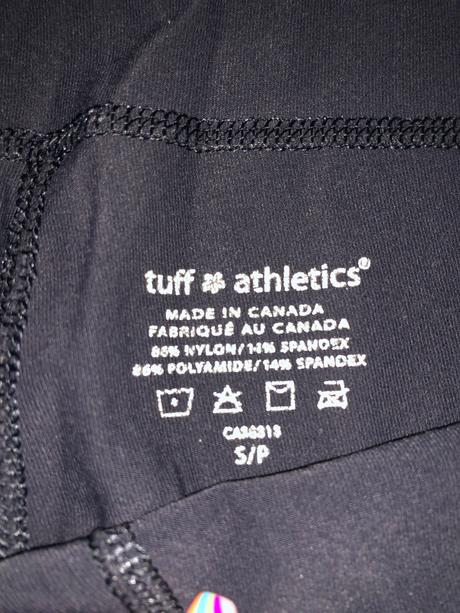 tuff athletics®
MADE IN CANADA
FABRIQUÉ AU CANADA
86% NYLON/14% SPANDEX
86% POLYAMIDE/14% SPANDEX
S/P